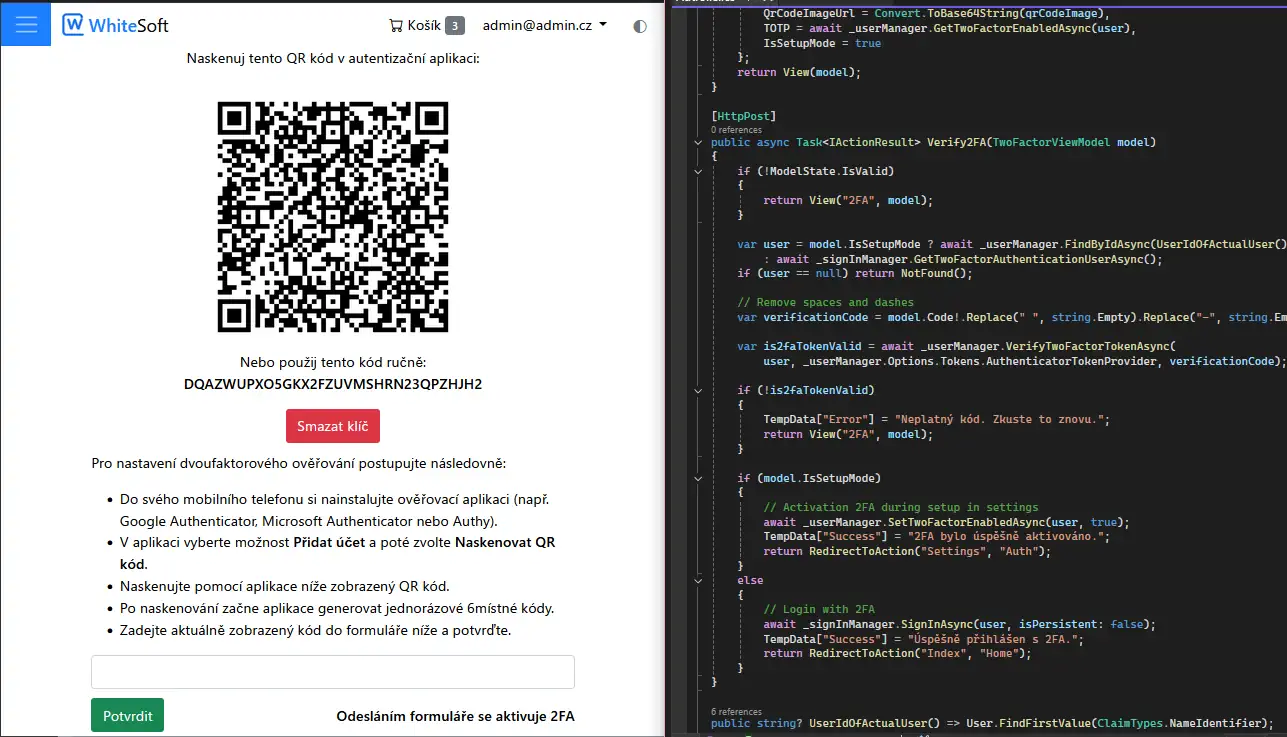 WhiteSoft
Košík 3
admin@admin.cz
Naskenuj tento QR kód v autentizační aplikaci:
Nebo použij tento kód ručně:
DQAZWUPXO5GKX2FZUVMSHRN23QPZHJH2
Smazat klíč
Pro nastavení dvoufaktorového ověřování postupujte následovně:
• Do svého mobilního telefonu si nainstalujte ověřovací aplikaci (např.
Google Authenticator, Microsoft Authenticator nebo Authy).
• V aplikaci vyberte možnost Přidat účet a poté zvolte Naskenovat QR
kód.
• Naskenujte pomocí aplikace níže zobrazený QR kód.
• Po naskenování začne aplikace generovat jednorázové 6místné kódy.
• Zadejte aktuálně zobrazený kód do formuláře níže a potvrďte.
Potvrdit
Odesláním formuláře se aktivuje 2FA
QrCodeImageUrl = Convert.ToBase64String(qrCodeImage),
TOTP = await _userManager.GetTwoFactorEnabledAsync(user),
IsSetupMode = true
};
return View(model);
}
[HttpPost]
0 references
public async Task<IActionResult> Verify2FA(TwoFactorViewModel model)
{
if (!ModelState.IsValid)
{
return View("2FA", model);
}
var user = model.IsSetupMode ? await _userManager.FindByIdAsync(UserIdOfActualUser()
: await _signInManager.GetTwoFactorAuthenticationUserAsync();
if (user == null) return NotFound();
// Remove spaces and dashes
var verificationCode = model.Code!.Replace(" ", string.Empty).Replace("-", string.Em
var is2faTokenValid = await _userManager.VerifyTwoFactorTokenAsync(
user, _userManager.Options.Tokens.AuthenticatorTokenProvider, verificationCode);
if (!is2faTokenValid)
{
TempData["Error"] = "Neplatný kód. Zkuste to znovu.";
return View("2FA", model);
}
if (model.IsSetupMode)
{
// Activation 2FA during setup in settings
await _userManager.SetTwoFactorEnabledAsync(user, true);
TempData["Success"] = "2FA bylo úspěšně aktivováno.";
return RedirectToAction("Settings", "Auth");
}
else
{
// Login with 2FA
await _signInManager.SignInAsync(user, isPersistent: false);
TempData["Success"] = "Úspěšně přihlášen s 2FA.";
return RedirectToAction("Index", "Home");
}
}
6 references
public string? UserIdOfActualUser() => User.FindFirstValue(ClaimTypes.NameIdentifier);